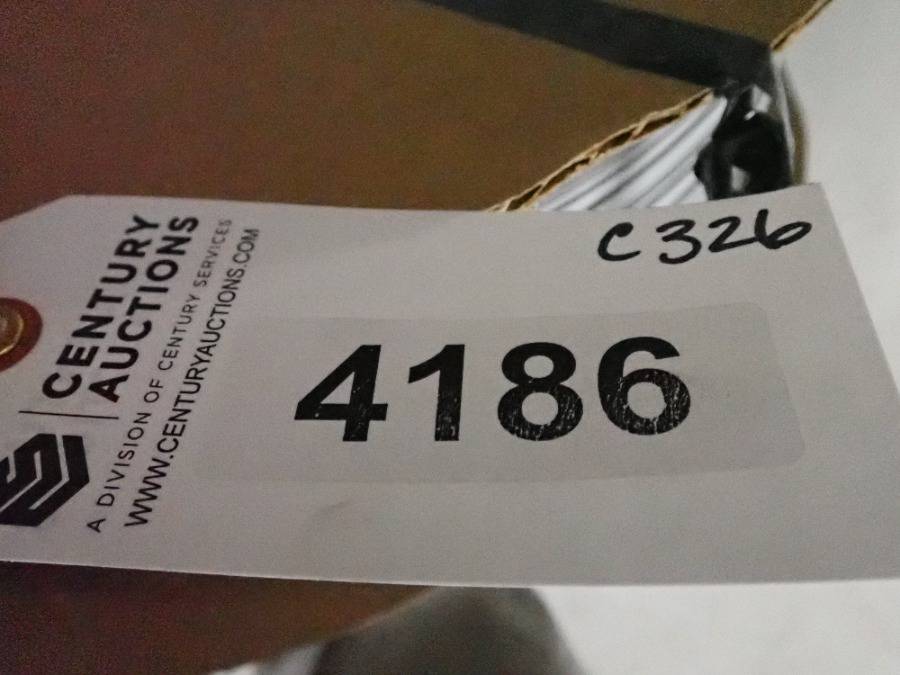 CENTURY
AUCTIONS
A DIVISION OF CENTURY SERVICES
WWW.CENTURYAUCTIONS.COM
C326
4186